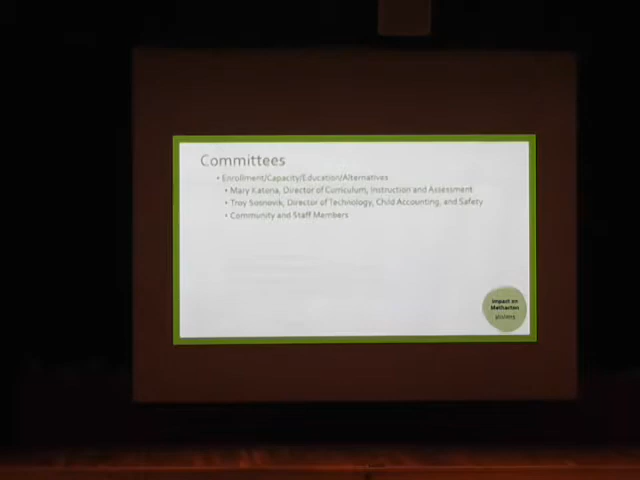 Committees
• Enrollment/Capacity/Education/Alternatives
• Mary Katona, Director of Curriculum, Instruction and Assessment
• Troy Sosnovik, Director of Technology, Child Accounting, and Safety
• Community and Staff Members
Impact on
Methacton